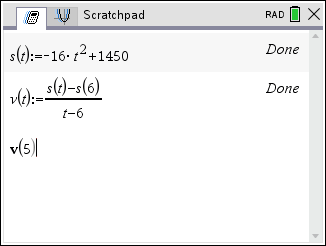 Scratchpad RAD
s(t):=-16·t²+1450 Done
v(t):=(s(t)-s(6))/(t-6) Done
v(5)